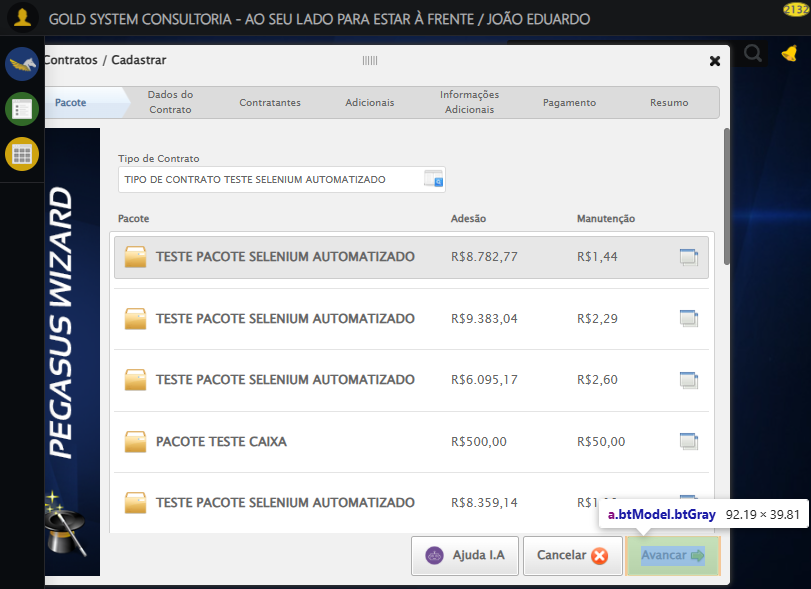 GOLD SYSTEM CONSULTORIA - AO SEU LADO PARA ESTAR À FRENTE / JOÃO EDUARDO
2132
Contratos / Cadastrar
Pacote
Dados do
Contrato
Contratantes
Adicionais
Informações
Adicionais
Pagamento
Resumo
PEGASUS WIZARD
Tipo de Contrato
TIPO DE CONTRATO TESTE SELENIUM AUTOMATIZADO
Pacote Adesão Manutenção
TESTE PACOTE SELENIUM AUTOMATIZADO R$8.782,77 R$1,44
TESTE PACOTE SELENIUM AUTOMATIZADO R$9.383,04 R$2,29
TESTE PACOTE SELENIUM AUTOMATIZADO R$6.095,17 R$2,60
PACOTE TESTE CAIXA R$500,00 R$50,00
TESTE PACOTE SELENIUM AUTOMATIZADO R$8.359,14
a.btModel.btGray 92.19 × 39.81
Ajuda I.A Cancelar Avancar